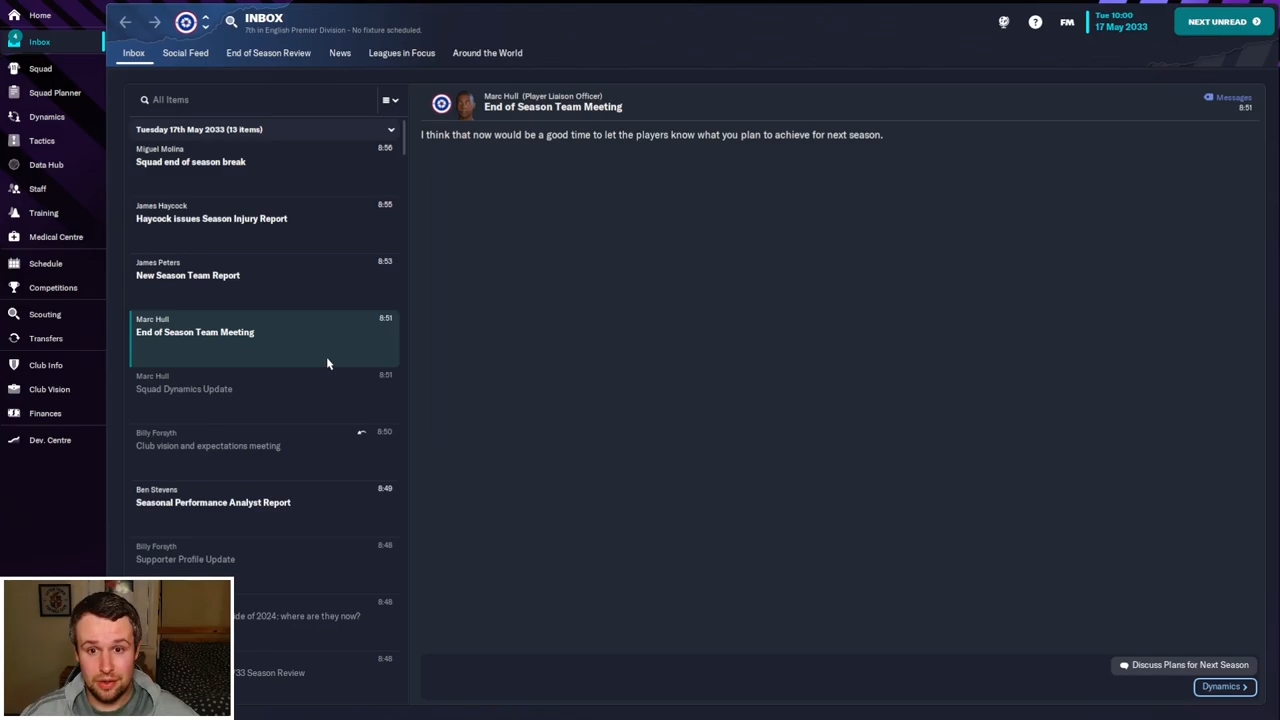 Home
4
Inbox
Squad
Squad Planner
Dynamics
Tactics
Data Hub
Staff
Training
Medical Centre
Schedule
Competitions
Scouting
Transfers
Club Info
Club Vision
Finances
Dev. Centre
INBOX
7th in English Premier Division - No fixture scheduled.
?
FM
Tue 10:00
17 May 2033
NEXT UNREAD
Inbox
Social Feed
End of Season Review
News
Leagues in Focus
Around the World
All Items
Tuesday 17th May 2033 (13 items)
Miguel Molina 8:56
Squad end of season break
James Haycock 8:55
Haycock issues Season Injury Report
James Peters 8:53
New Season Team Report
Marc Hull 8:51
End of Season Team Meeting
Marc Hull 8:51
Squad Dynamics Update
Billy Forsyth 8:50
Club vision and expectations meeting
Ben Stevens 8:49
Seasonal Performance Analyst Report
Billy Forsyth 8:48
Supporter Profile Update
8:48
de of 2024: where are they now?
8:48
33 Season Review
Marc Hull (Player Liaison Officer)
End of Season Team Meeting
Messages
8:51
I think that now would be a good time to let the players know what you plan to achieve for next season.
Discuss Plans for Next Season
Dynamics